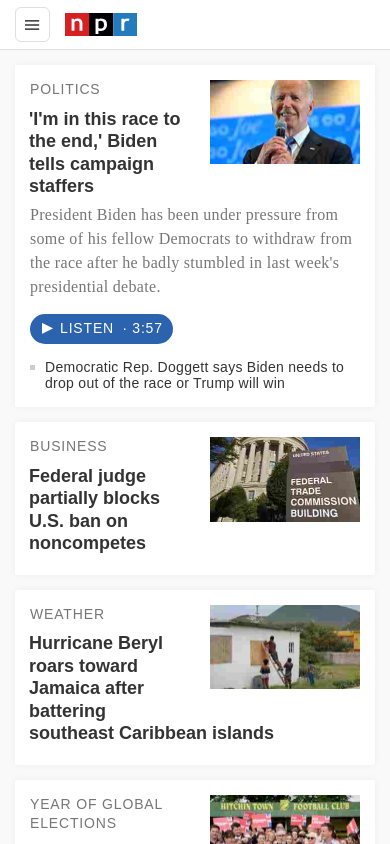 npr
POLITICS
'I'm in this race to
the end,' Biden
tells campaign
staffers
President Biden has been under pressure from
some of his fellow Democrats to withdraw from
the race after he badly stumbled in last week's
presidential debate.
LISTEN · 3:57
Democratic Rep. Doggett says Biden needs to
drop out of the race or Trump will win
BUSINESS
Federal judge
partially blocks
U.S. ban on
noncompetes
UNITED STATES
FEDERAL
TRADE
COMMISSION
BUILDING
WEATHER
Hurricane Beryl
roars toward
Jamaica after
battering
southeast Caribbean islands
YEAR OF GLOBAL
ELECTIONS
HITCHIN TOWN FOOTBALL CLUB